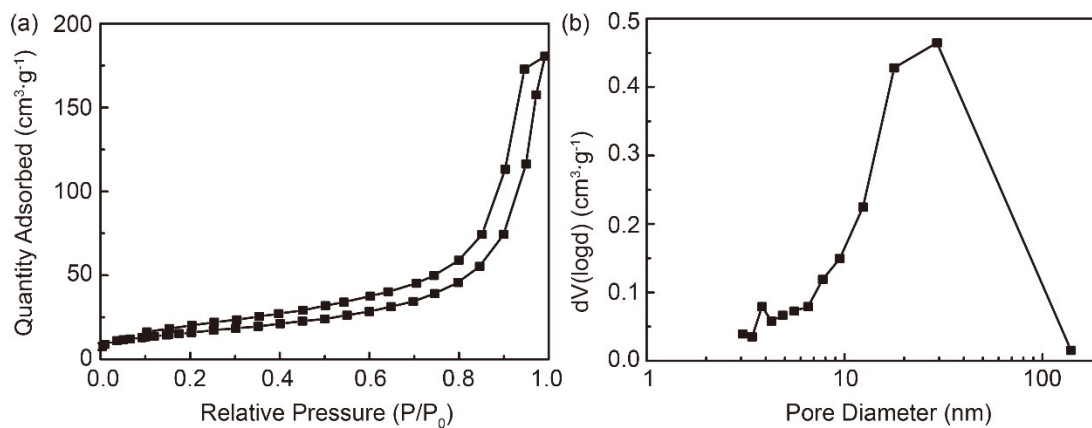 (a)
200
150
100
50
0
0.0 0.2 0.4 0.6 0.8 1.0
Quantity Adsorbed (cm³·g⁻¹)
Relative Pressure (P/P₀)
(b)
0.5
0.4
0.3
0.2
0.1
0.0
1 10 100
dV(logd) (cm³·g⁻¹)
Pore Diameter (nm)